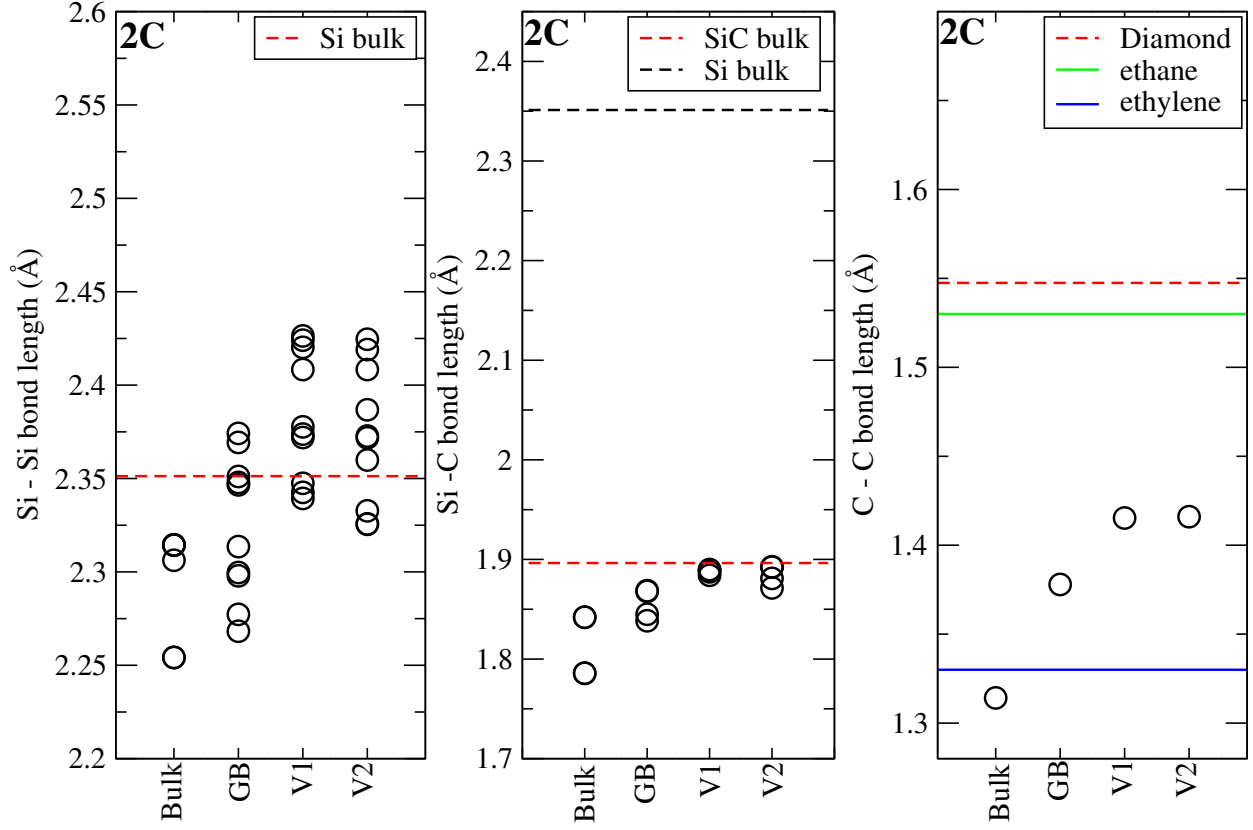 2C
Si bulk
Si - Si bond length (Å)
2.6
2.55
2.5
2.45
2.4
2.35
2.3
2.25
2.2
Bulk
GB
V1
V2
2C
SiC bulk
Si bulk
Si -C bond length (Å)
2.4
2.3
2.2
2.1
2
1.9
1.8
1.7
Bulk
GB
V1
V2
2C
Diamond
ethane
ethylene
C - C bond length (Å)
1.6
1.5
1.4
1.3
Bulk
GB
V1
V2